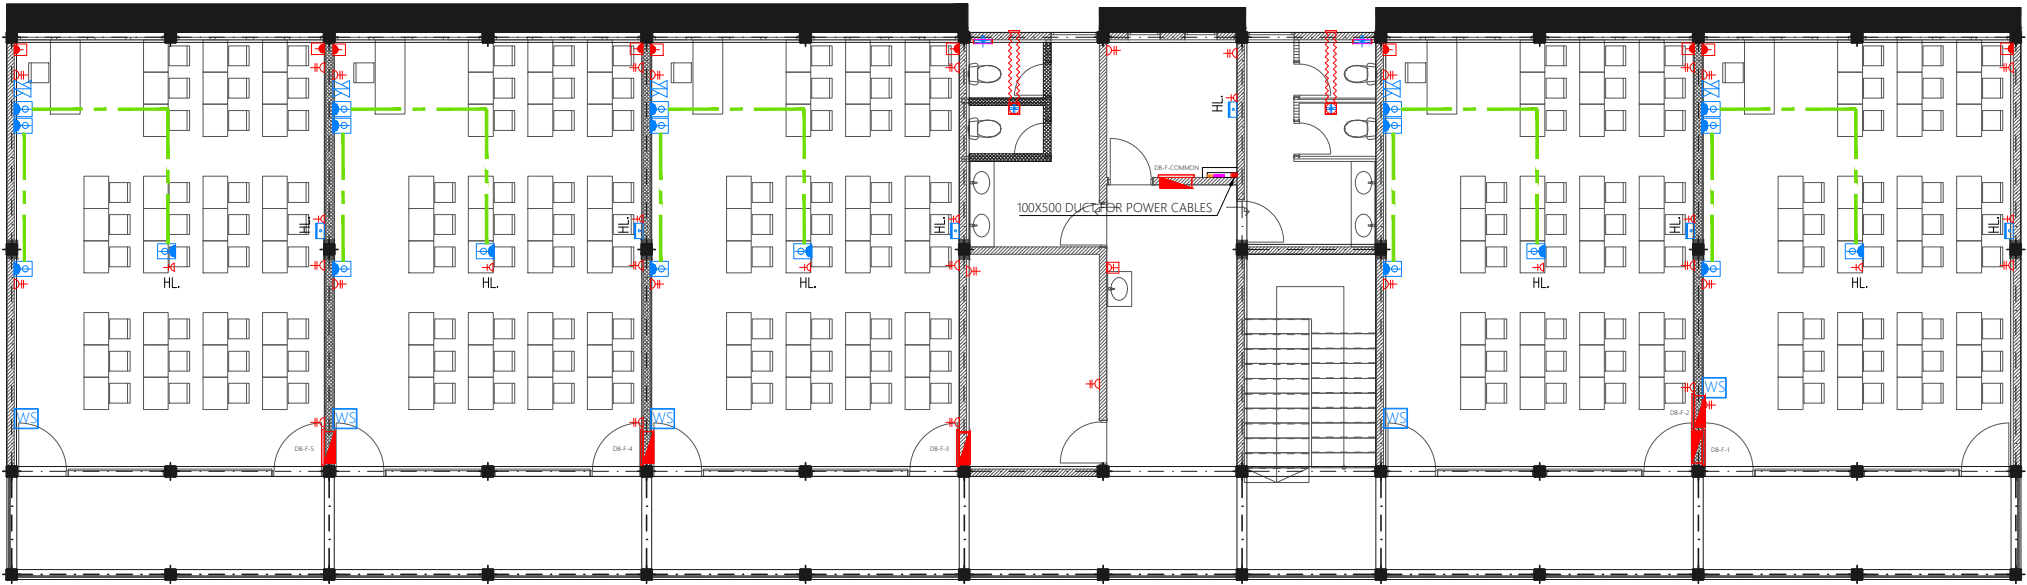 HL.
DB-F-COMMON
100X500 DUCT FOR POWER CABLES
HL.
HL.
HL.
HL.
HL.
HL.
HL.
HL.
HL.
HL.
WS
WS
WS
WS
WS
DB-F-5
DB-F-4
DB-F-3
DB-F-2
DB-F-1